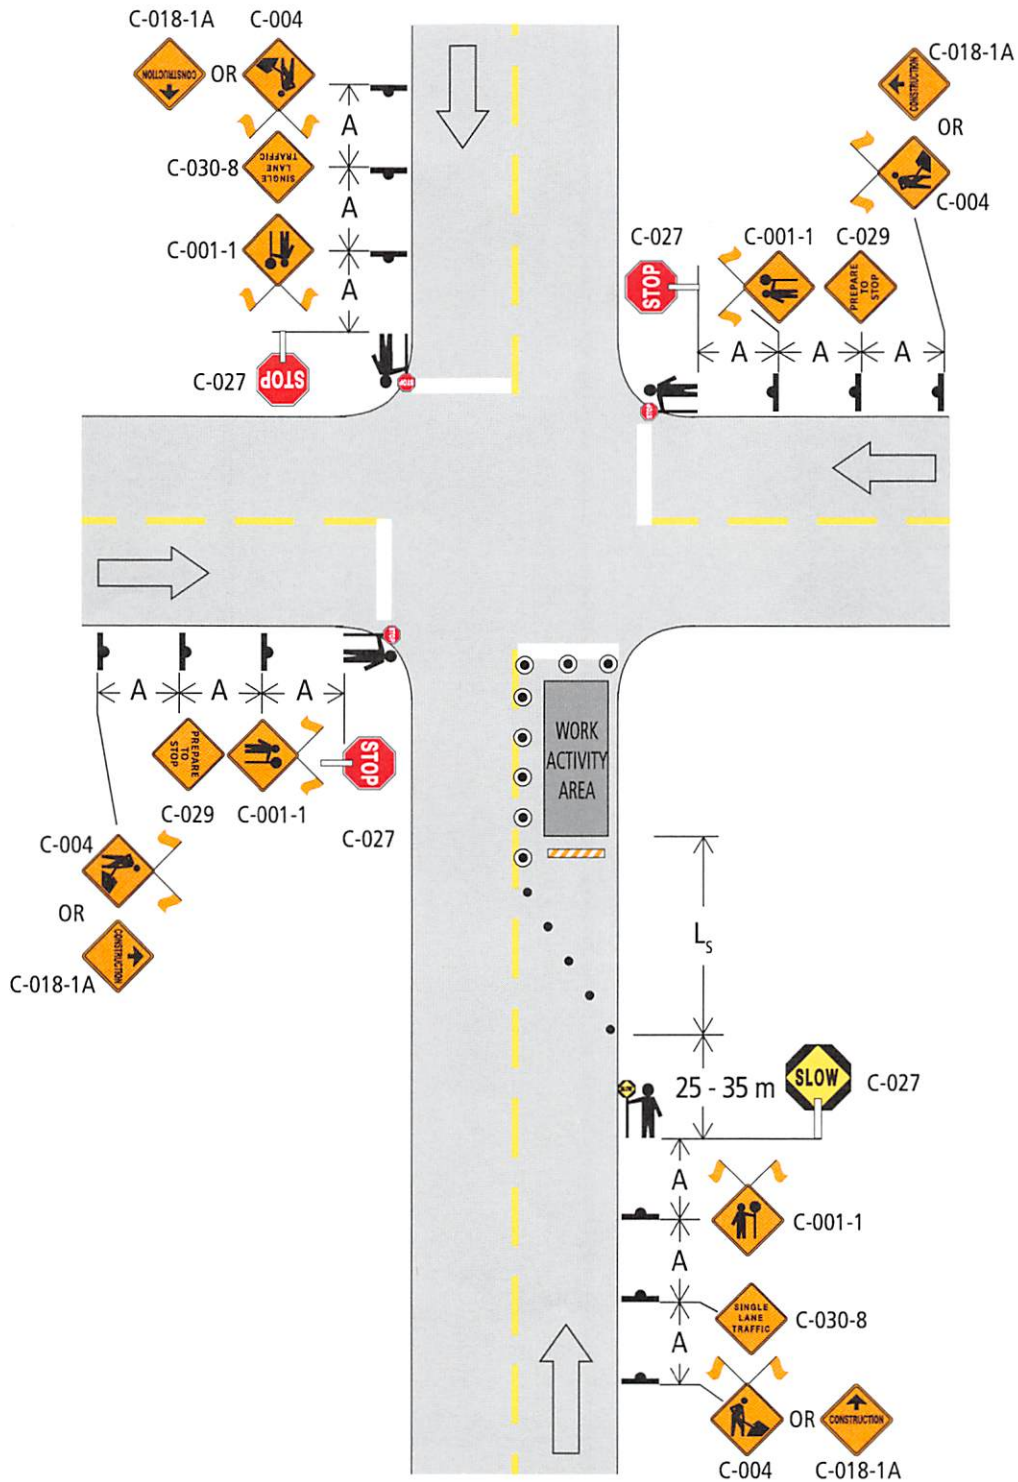 C-018-1A
C-004
CONSTRUCTION
OR
A
C-030-8
SINGLE
LANE
TRAFFIC
A
C-001-1
A
C-027
STOP
STOP
C-018-1A
CONSTRUCTION
OR
C-004
C-027
C-001-1
C-029
STOP
PREPARE
TO
STOP
A
A
A
STOP
STOP
A
A
A
PREPARE
TO
STOP
STOP
C-029
C-001-1
C-027
C-004
OR
CONSTRUCTION
C-018-1A
WORK
ACTIVITY
AREA
Ls
25 - 35 m
SLOW
C-027
SLOW
A
C-001-1
A
SINGLE
LANE
TRAFFIC
C-030-8
A
OR
CONSTRUCTION
C-004
C-018-1A